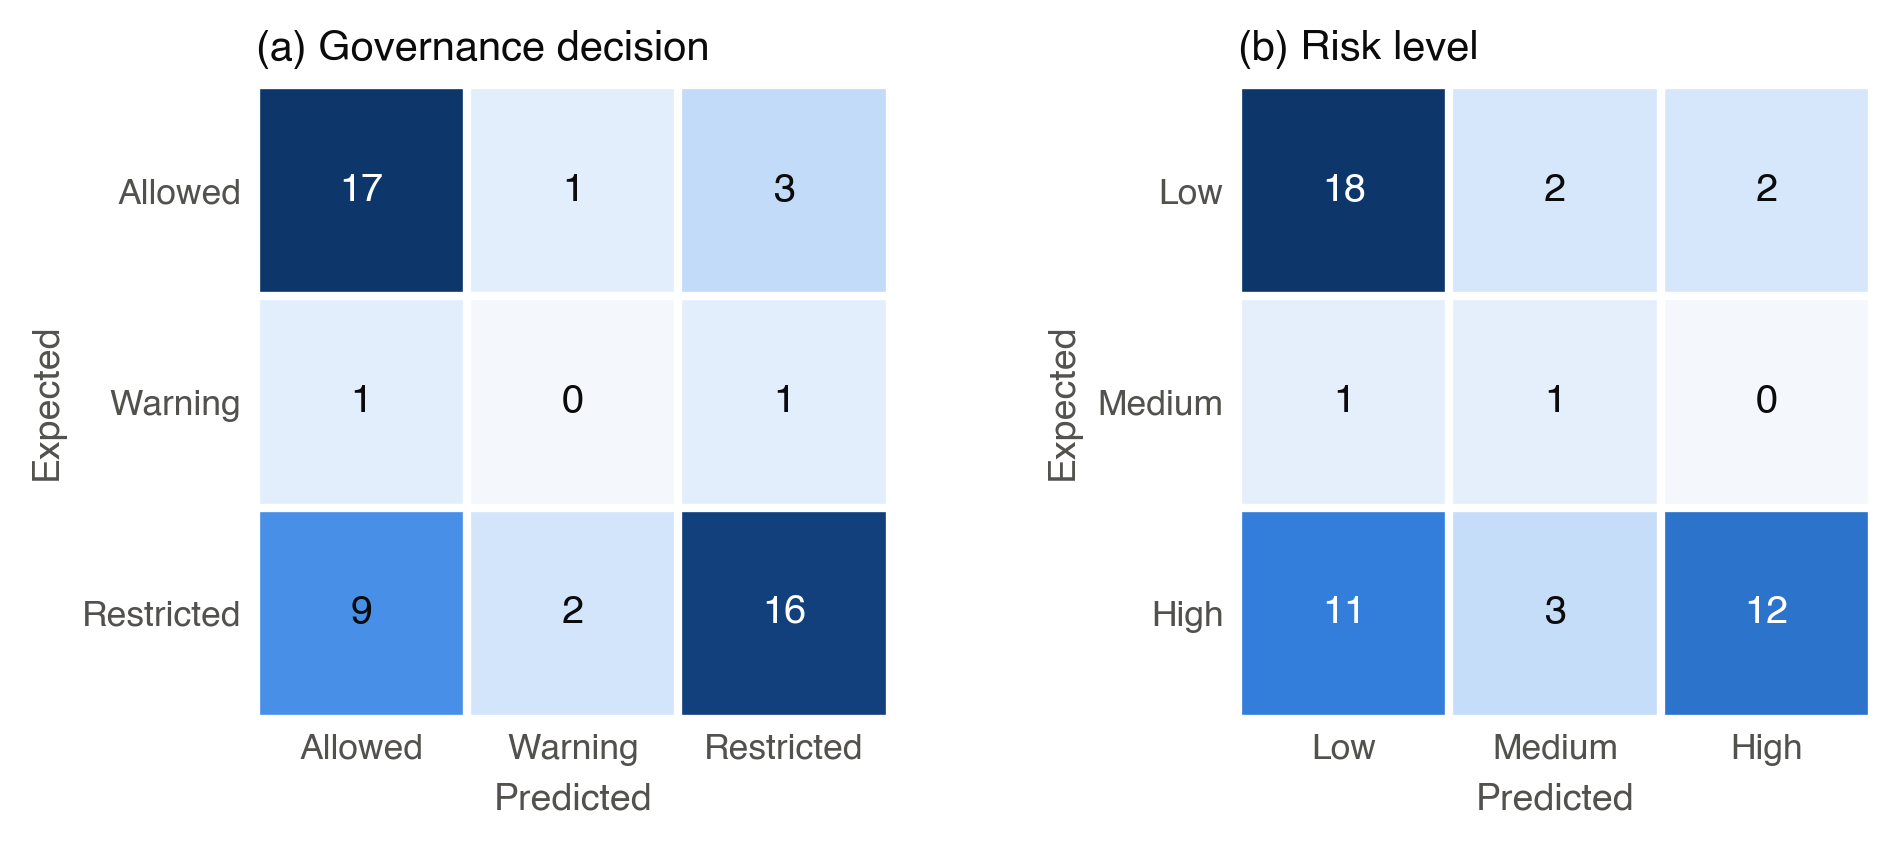 (a) Governance decision
Allowed 17 1 3
Warning 1 0 1
Restricted 9 2 16
Expected
Allowed Warning Restricted
Predicted
(b) Risk level
Low 18 2 2
Medium 1 1 0
High 11 3 12
Expected
Low Medium High
Predicted